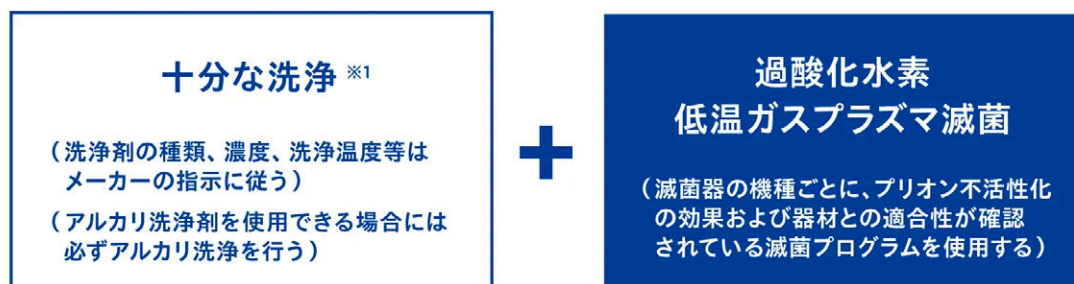 十分な洗浄 ※1
（洗浄剤の種類、濃度、洗浄温度等は
メーカーの指示に従う）
（アルカリ洗浄剤を使用できる場合には
必ずアルカリ洗浄を行う）
+
過酸化水素
低温ガスプラズマ滅菌
（滅菌器の機種ごとに、プリオン不活性化
の効果および器材との適合性が確認
されている滅菌プログラムを使用する）